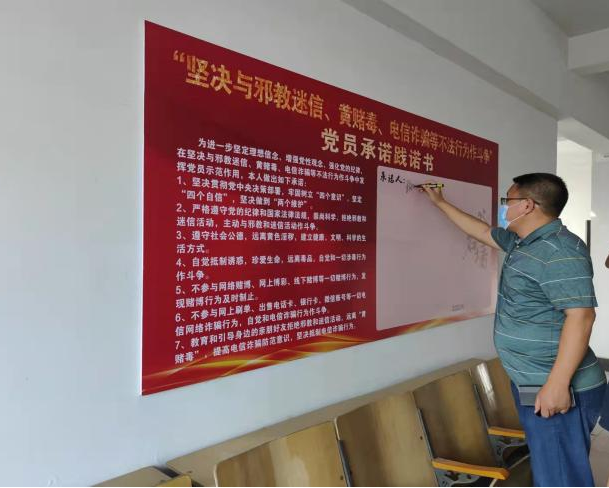 “坚决与邪教迷信、黄赌毒、电信诈骗等不法行为作斗争”
党员承诺践诺书
为进一步坚定理想信念，增强党性观念，强化党的纪律，
在坚决与邪教迷信、黄赌毒、电信诈骗等不法行为作斗争中发
挥党员示范作用，本人做出如下承诺：
1、坚决贯彻党中央决策部署，牢固树立“四个意识”，坚定
“四个自信”，坚决做到“两个维护”。
2、严格遵守党的纪律和国家法律法规，崇尚科学，拒绝邪教和
迷信活动，主动与邪教和迷信活动作斗争。
3、遵守社会公德，远离黄色淫秽，建立健康、文明、科学的生
活方式。
4、自觉抵制诱惑，珍爱生命，远离毒品，自觉和一切涉毒行为
作斗争。
5、不参与网络赌博、网上博彩、线下赌博等一切赌博行为，发
现赌博行为及时制止。
6、不参与网上刷单、出售电话卡、银行卡、微信账号等一切电
信网络诈骗行为，自觉和电信诈骗行为作斗争。
7、教育和引导身边的亲朋好友拒绝邪教和迷信活动，远离“黄
赌毒”，提高电信诈骗防范意识，坚决抵制电信诈骗行为。
承诺人：